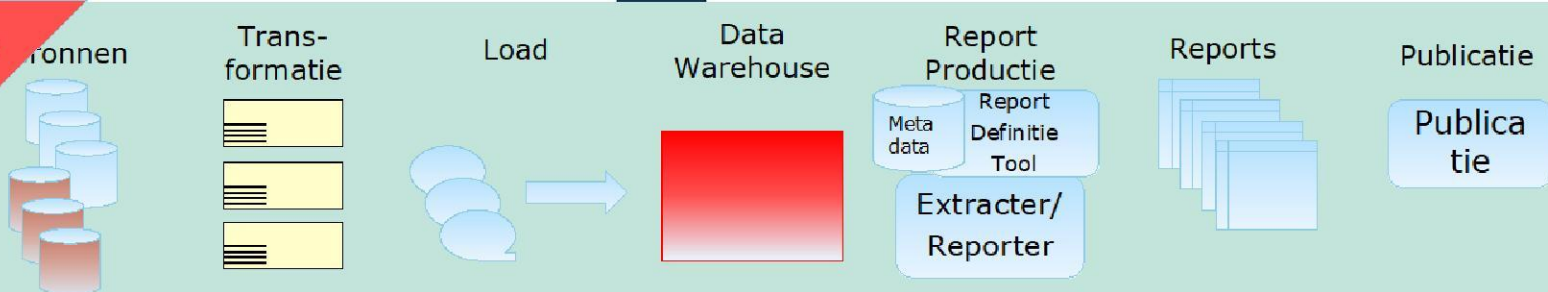 ronnen
Trans-
formatie
Load
Data
Warehouse
Report
Productie
Reports
Publicatie
Meta
data
Report
Definitie
Tool
Extracter/
Reporter
Publica
tie